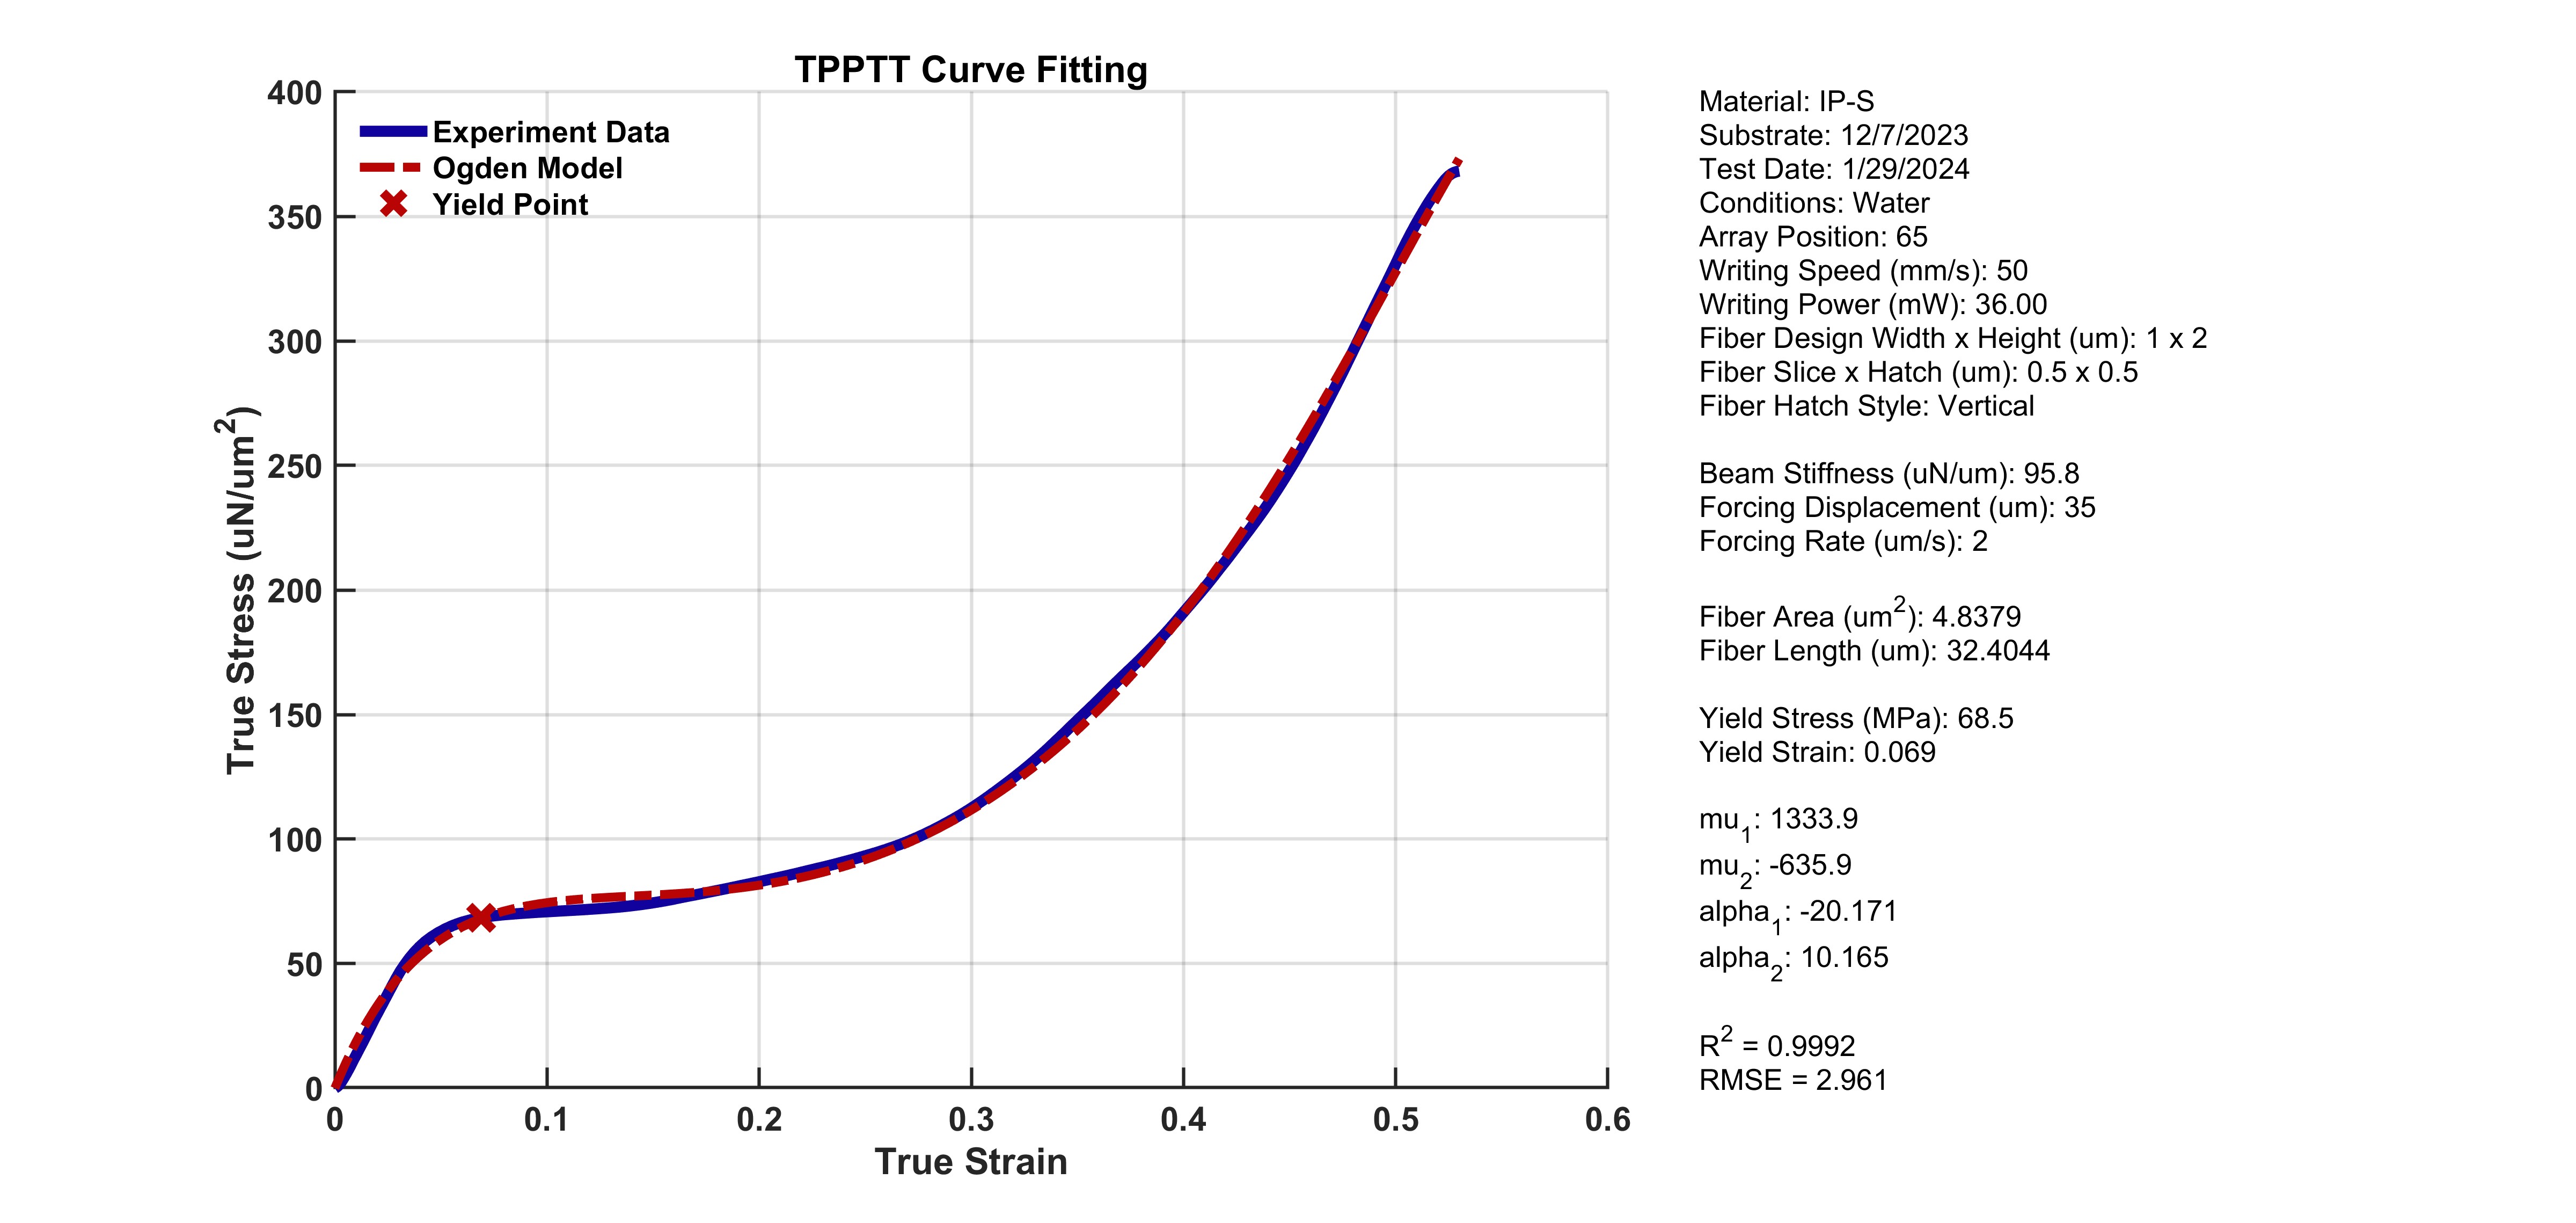 TPPTT Curve Fitting
400
350
300
250
200
150
100
50
0
True Stress (uN/um²)
Experiment Data
Ogden Model
Yield Point
0 0.1 0.2 0.3 0.4 0.5 0.6
True Strain
Material: IP-S
Substrate: 12/7/2023
Test Date: 1/29/2024
Conditions: Water
Array Position: 65
Writing Speed (mm/s): 50
Writing Power (mW): 36.00
Fiber Design Width x Height (um): 1 x 2
Fiber Slice x Hatch (um): 0.5 x 0.5
Fiber Hatch Style: Vertical
Beam Stiffness (uN/um): 95.8
Forcing Displacement (um): 35
Forcing Rate (um/s): 2
Fiber Area (um²): 4.8379
Fiber Length (um): 32.4044
Yield Stress (MPa): 68.5
Yield Strain: 0.069
mu₁: 1333.9
mu₂: -635.9
alpha₁: -20.171
alpha₂: 10.165
R² = 0.9992
RMSE = 2.961